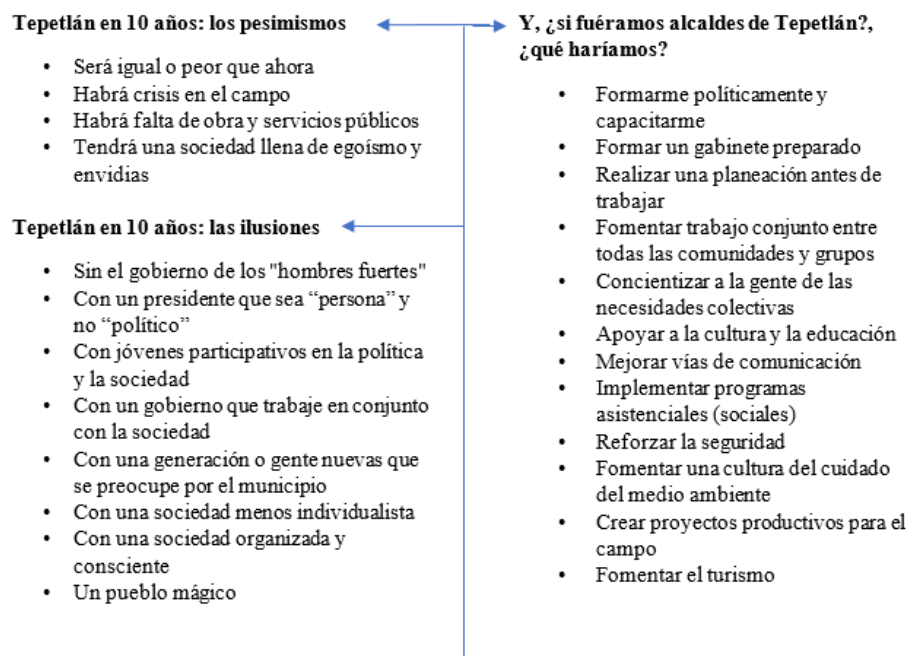 Tepetlán en 10 años: los pesimismos
• Será igual o peor que ahora
• Habrá crisis en el campo
• Habrá falta de obra y servicios públicos
• Tendrá una sociedad llena de egoísmo y
envidias
Tepetlán en 10 años: las ilusiones
• Sin el gobierno de los "hombres fuertes"
• Con un presidente que sea “persona” y
no “político”
• Con jóvenes participativos en la política
y la sociedad
• Con un gobierno que trabaje en conjunto
con la sociedad
• Con una generación o gente nuevas que
se preocupe por el municipio
• Con una sociedad menos individualista
• Con una sociedad organizada y
consciente
• Un pueblo mágico
Y, ¿si fuéramos alcaldes de Tepetlán?,
¿qué haríamos?
• Formarme políticamente y
capacitarme
• Formar un gabinete preparado
• Realizar una planeación antes de
trabajar
• Fomentar trabajo conjunto entre
todas las comunidades y grupos
• Concientizar a la gente de las
necesidades colectivas
• Apoyar a la cultura y la educación
• Mejorar vías de comunicación
• Implementar programas
asistenciales (sociales)
• Reforzar la seguridad
• Fomentar una cultura del cuidado
del medio ambiente
• Crear proyectos productivos para el
campo
• Fomentar el turismo